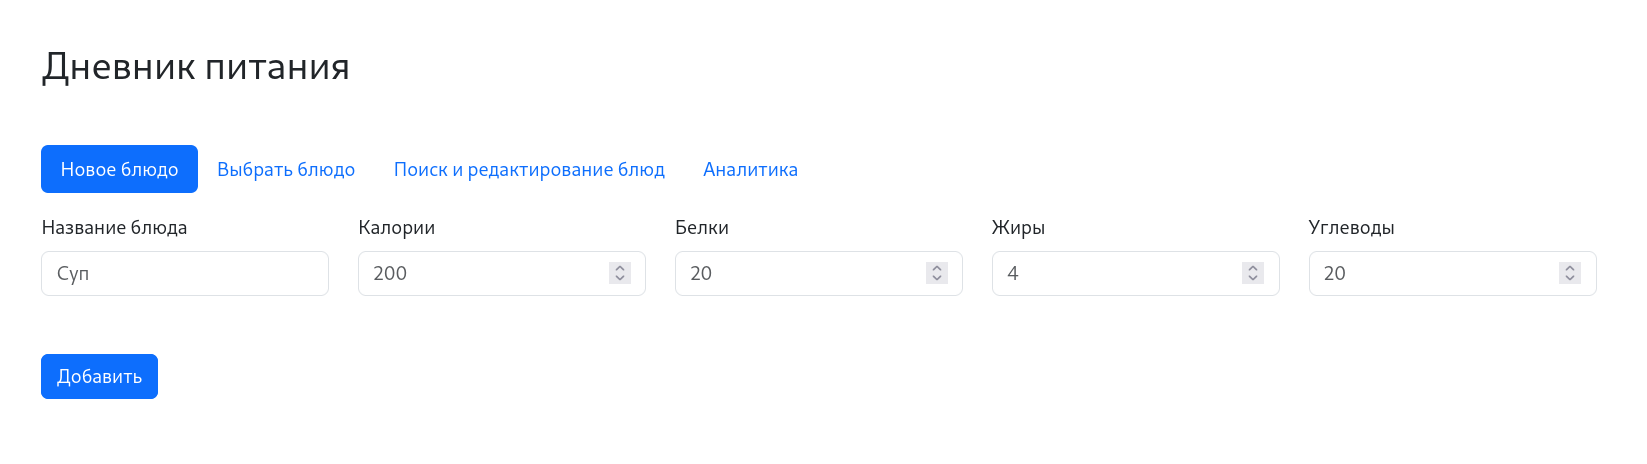 Дневник питания
Новое блюдо Выбрать блюдо Поиск и редактирование блюд Аналитика
Название блюда Калории Белки Жиры Углеводы
Суп 200 20 4 20
Добавить